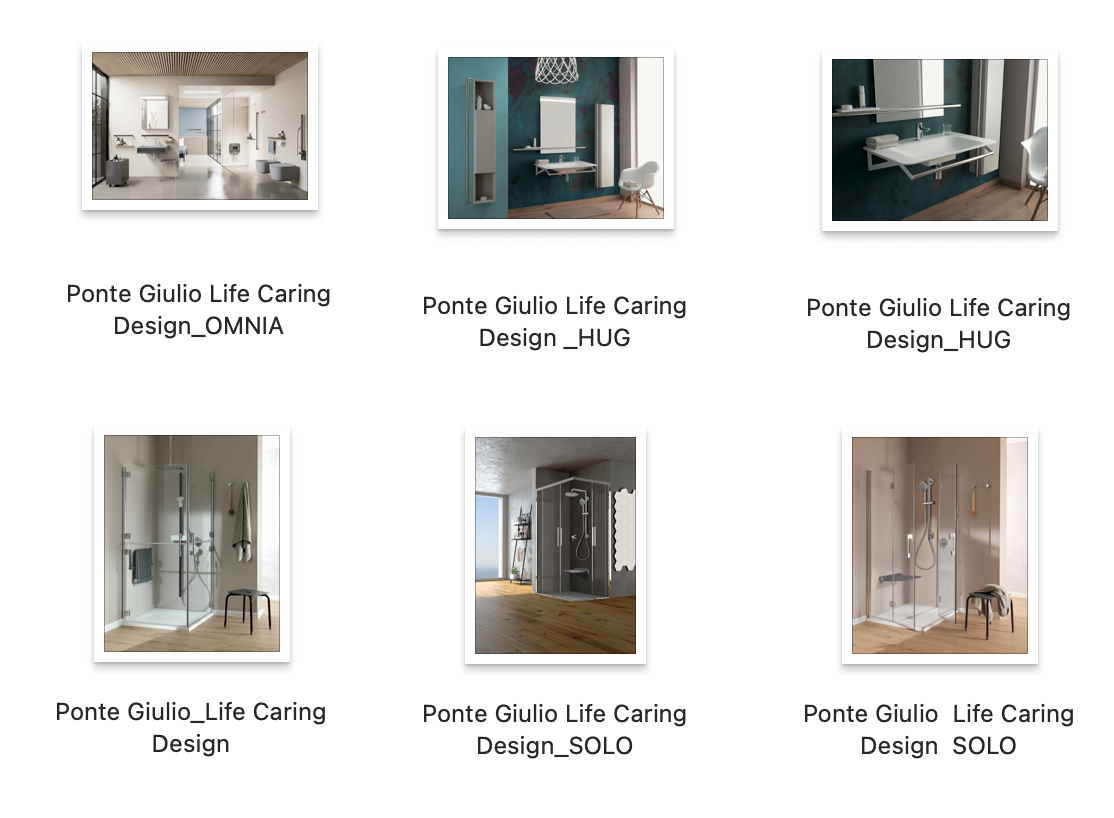 Ponte Giulio Life Caring
Design_OMNIA
Ponte Giulio Life Caring
Design _HUG
Ponte Giulio Life Caring
Design_HUG
Ponte Giulio_Life Caring
Design
Ponte Giulio Life Caring
Design_SOLO
Ponte Giulio  Life Caring
Design  SOLO